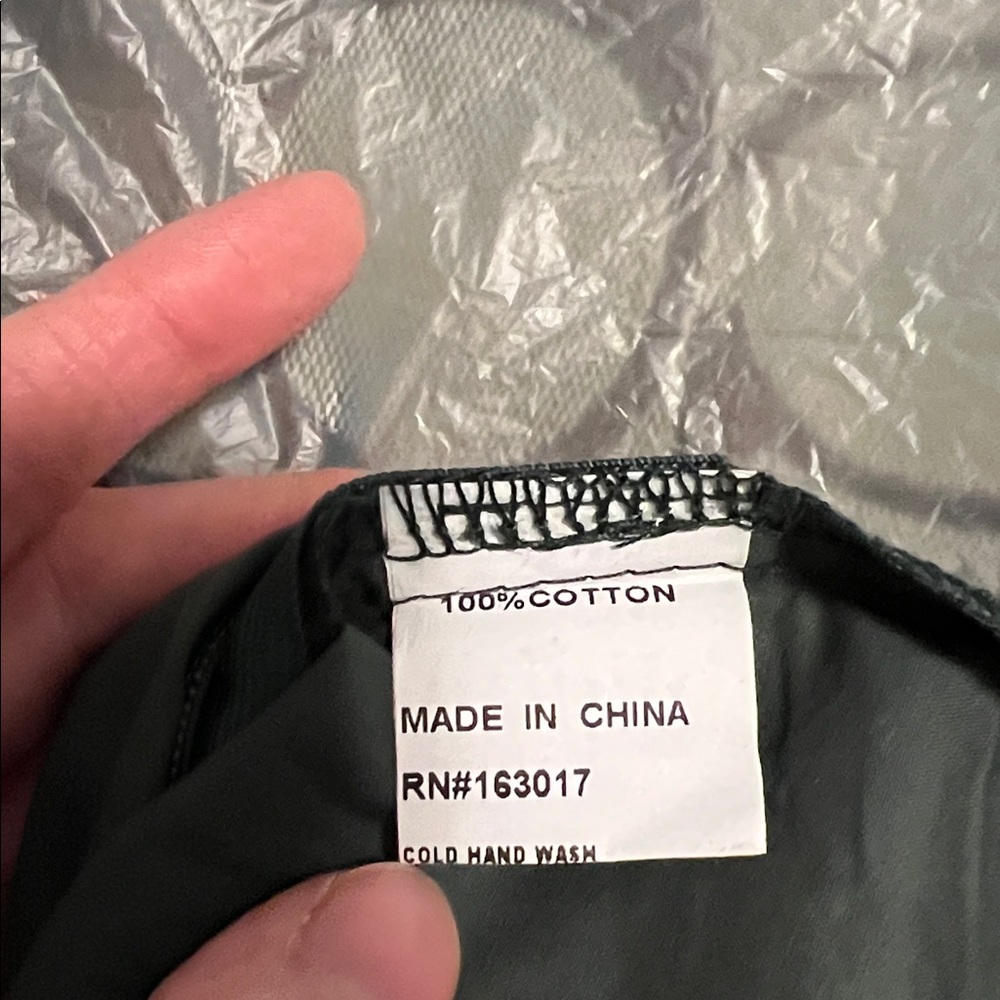 100%COTTON
MADE IN CHINA
RN#163017
COLD HAND WASH